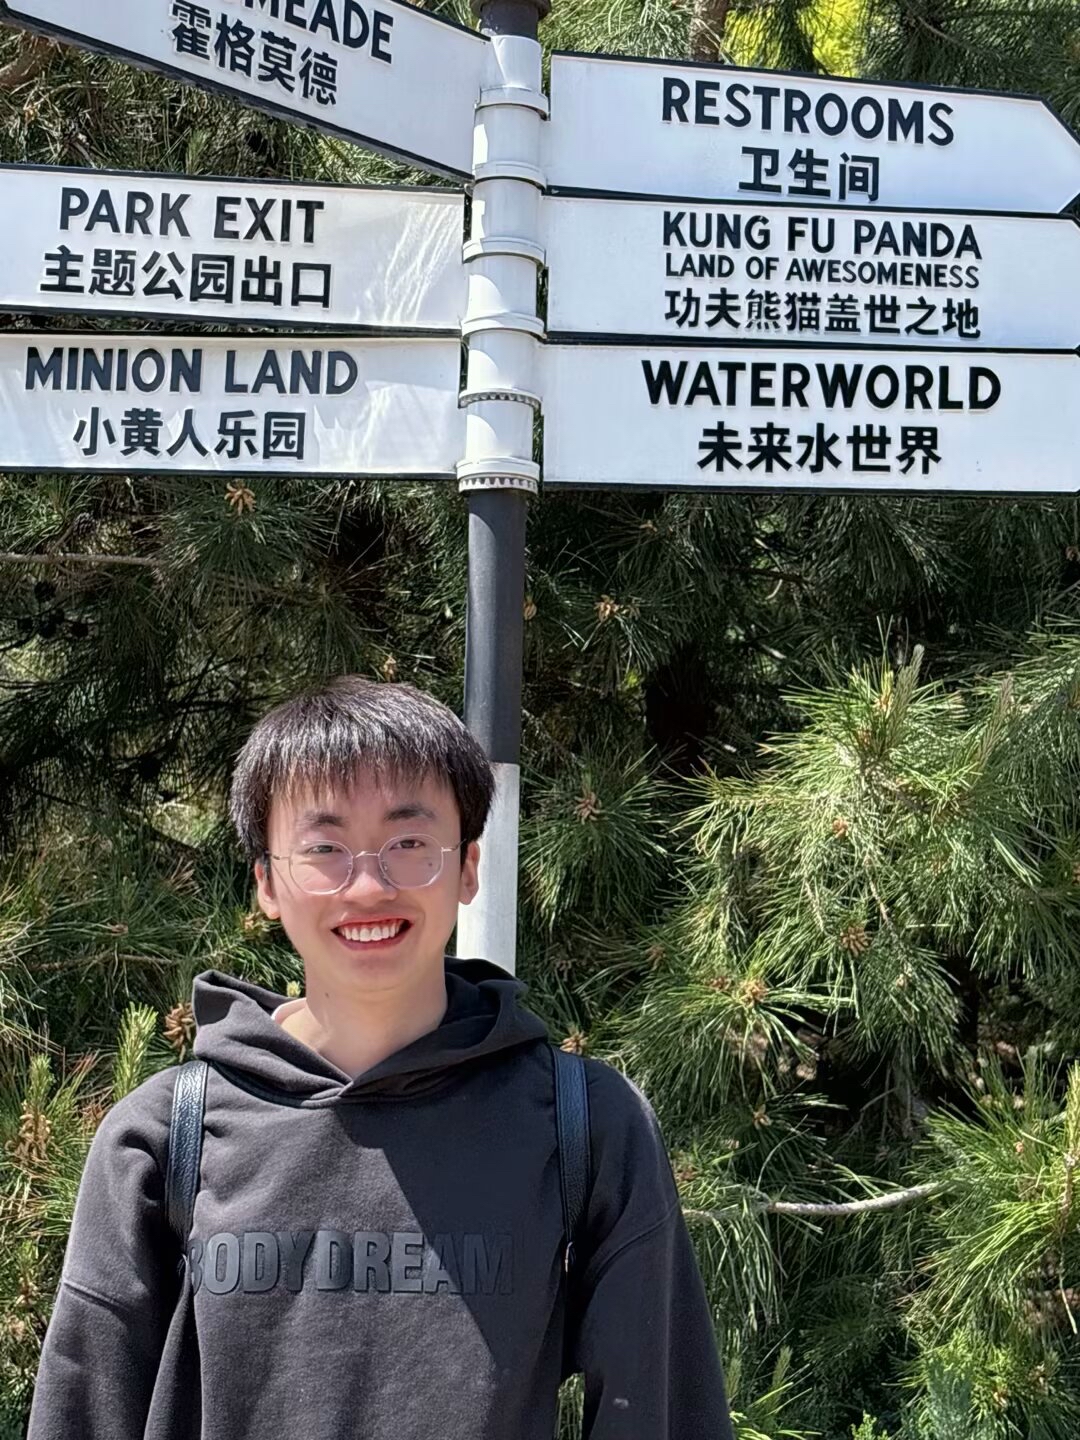 MEADE
霍格莫德
PARK EXIT
主题公园出口
MINION LAND
小黄人乐园
RESTROOMS
卫生间
KUNG FU PANDA
LAND OF AWESOMENESS
功夫熊猫盖世之地
WATERWORLD
未来水世界
BODYDREAM